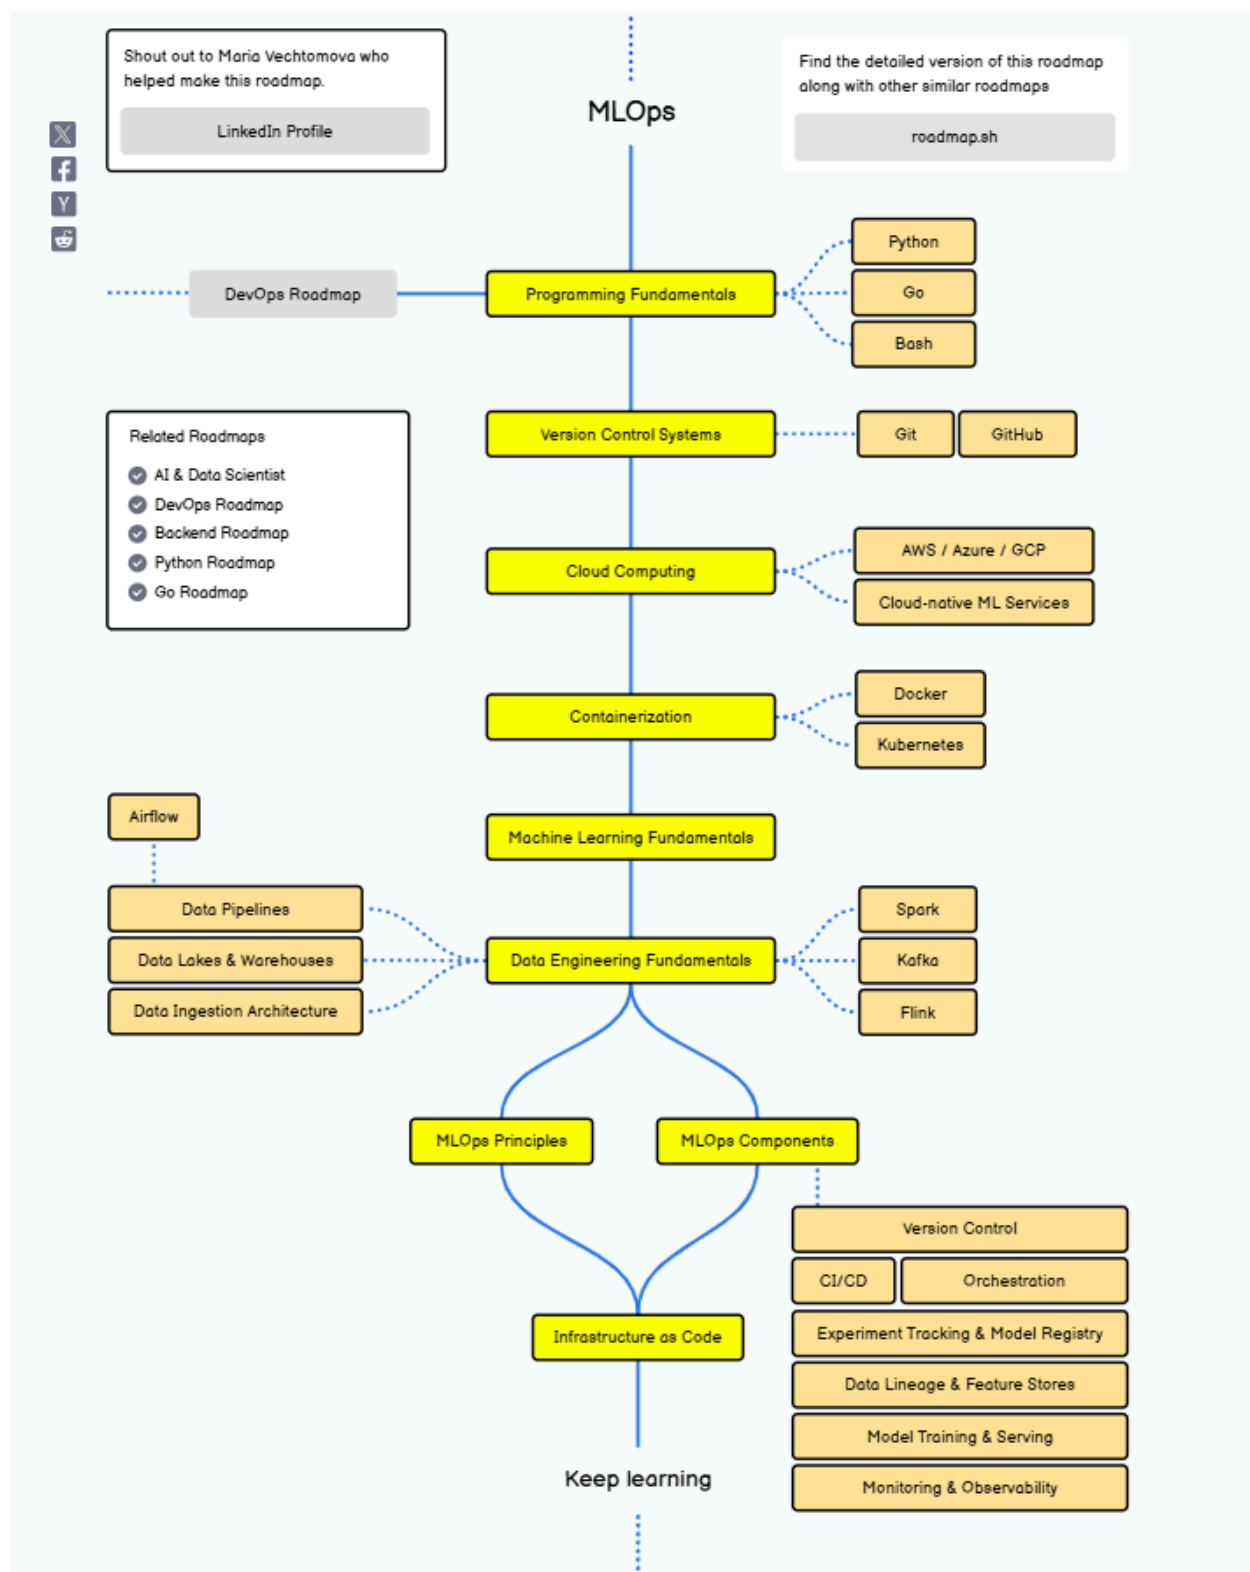 Shout out to Maria Vechtomova who
helped make this roadmap.
LinkedIn Profile
MLOps
Find the detailed version of this roadmap
along with other similar roadmaps
roadmap.sh
DevOps Roadmap
Programming Fundamentals
Python
Go
Bash
Related Roadmaps
AI & Data Scientist
DevOps Roadmap
Backend Roadmap
Python Roadmap
Go Roadmap
Version Control Systems
Git
GitHub
Cloud Computing
AWS / Azure / GCP
Cloud-native ML Services
Containerization
Docker
Kubernetes
Machine Learning Fundamentals
Airflow
Data Pipelines
Data Lakes & Warehouses
Data Ingestion Architecture
Data Engineering Fundamentals
Spark
Kafka
Flink
MLOps Principles
MLOps Components
Version Control
CI/CD
Orchestration
Experiment Tracking & Model Registry
Data Lineage & Feature Stores
Model Training & Serving
Monitoring & Observability
Infrastructure as Code
Keep learning